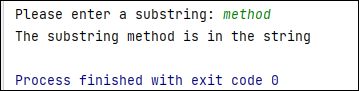 Please enter a substring: method
The substring method is in the string
Process finished with exit code 0